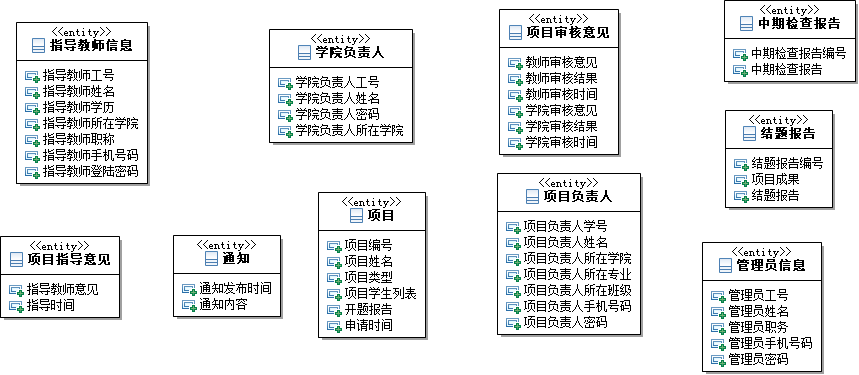 <<entity>>
指导教师信息
指导教师工号
指导教师姓名
指导教师学历
指导教师所在学院
指导教师职称
指导教师手机号码
指导教师登陆密码
<<entity>>
学院负责人
学院负责人工号
学院负责人姓名
学院负责人密码
学院负责人所在学院
<<entity>>
项目审核意见
教师审核意见
教师审核结果
教师审核时间
学院审核意见
学院审核结果
学院审核时间
<<entity>>
中期检查报告
中期检查报告编号
中期检查报告
<<entity>>
结题报告
结题报告编号
项目成果
结题报告
<<entity>>
项目指导意见
指导教师意见
指导时间
<<entity>>
通知
通知发布时间
通知内容
<<entity>>
项目
项目编号
项目姓名
项目类型
项目学生列表
开题报告
申请时间
<<entity>>
项目负责人
项目负责人学号
项目负责人姓名
项目负责人所在学院
项目负责人所在专业
项目负责人所在班级
项目负责人手机号码
项目负责人密码
<<entity>>
管理员信息
管理员工号
管理员姓名
管理员职务
管理员手机号码
管理员密码